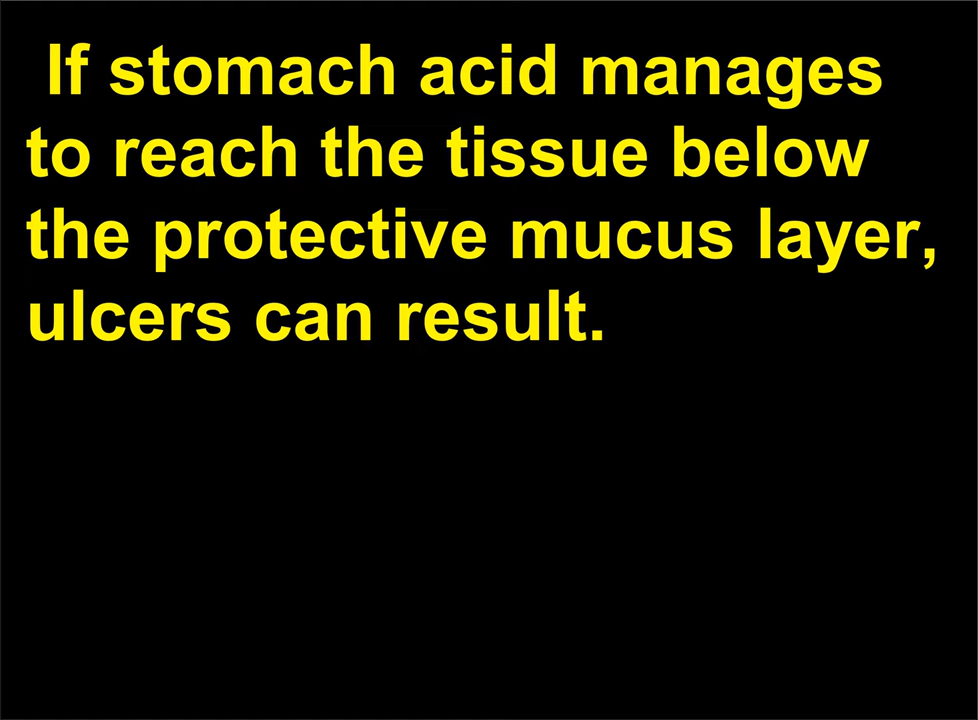 If stomach acid manages
to reach the tissue below
the protective mucus layer,
ulcers can result.